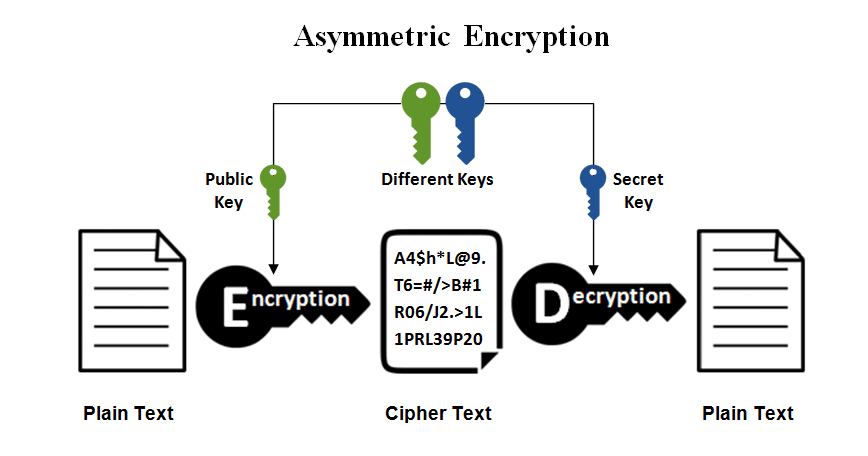 Asymmetric Encryption
Different Keys
Public
Key
Secret
Key
Encryption
A4$h*L@9.
T6=#/>B#1
R06/J2.>1L
1PRL39P20
Decryption
Plain Text
Cipher Text
Plain Text